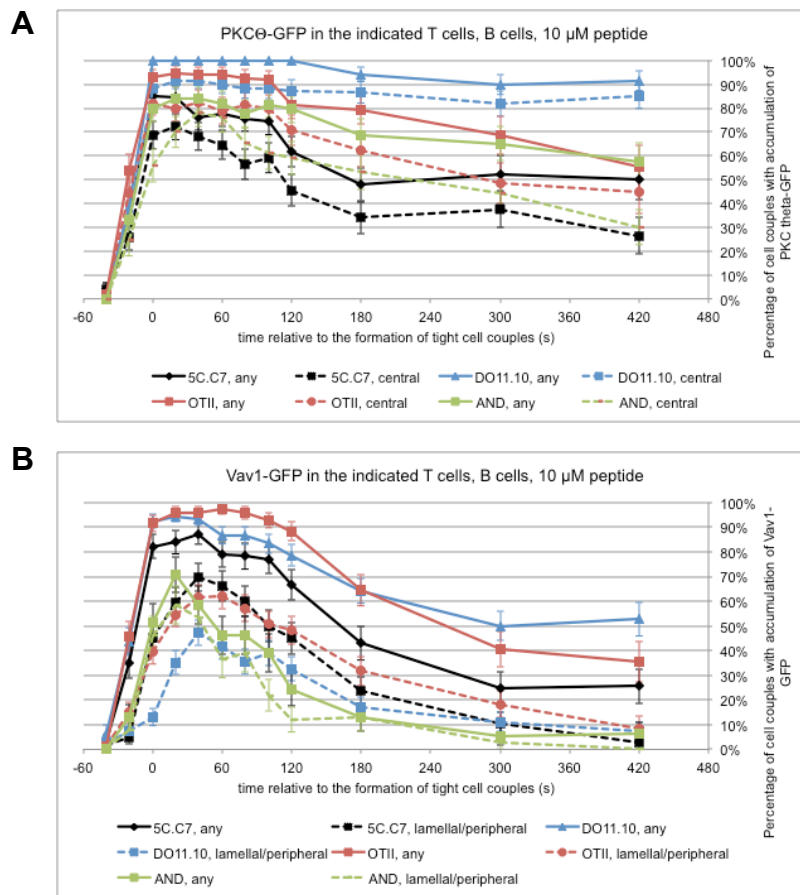 A
PKCΘ-GFP in the indicated T cells, B cells, 10 µM peptide
100%
90%
80%
70%
60%
50%
40%
30%
20%
10%
0%
Percentage of cell couples with accumulation of
PKC theta-GFP
-60 0 60 120 180 240 300 360 420 480
time relative to the formation of tight cell couples (s)
5C.C7, any 5C.C7, central DO11.10, any DO11.10, central
OTII, any OTII, central AND, any AND, central
B
Vav1-GFP in the indicated T cells, B cells, 10 µM peptide
100%
90%
80%
70%
60%
50%
40%
30%
20%
10%
0%
Percentage of cell couples with accumulation of Vav1-
GFP
-60 0 60 120 180 240 300 360 420 480
time relative to the formation of tight cell couples (s)
5C.C7, any 5C.C7, lamellal/peripheral DO11.10, any
DO11.10, lamellal/peripheral OTII, any OTII, lamellal/peripheral
AND, any AND, lamellal/peripheral